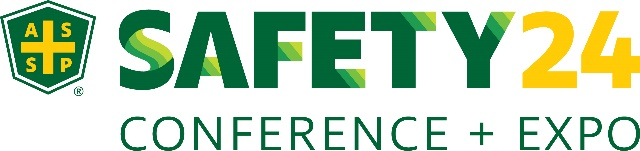 A S
S P
®
SAFETY24
CONFERENCE + EXPO